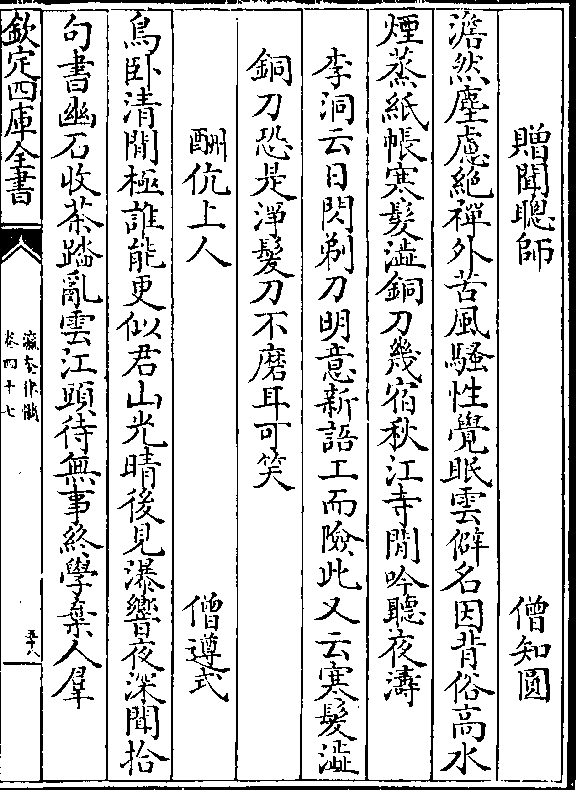 贈聞聰師　僧知圓
澹然塵慮絶禪外苦風騷性覺眠雲僻名因背俗高水
煙蒸紙帳寒髮澁銅刀幾宿秋江寺閒吟聽夜濤
李洞云日閃剃刀明意新語工而險此又云寒髮澁
銅刀恐是淨髮刀不磨耳可笑
酬伉上人　僧遵式
鳥卧清閒極誰能更似君山光晴後見瀑響夜深聞拾
句書幽石收茶踏亂雲江頭待無事終學棄人羣
欽定四庫全書
瀛奎律髓
卷四十七
五八